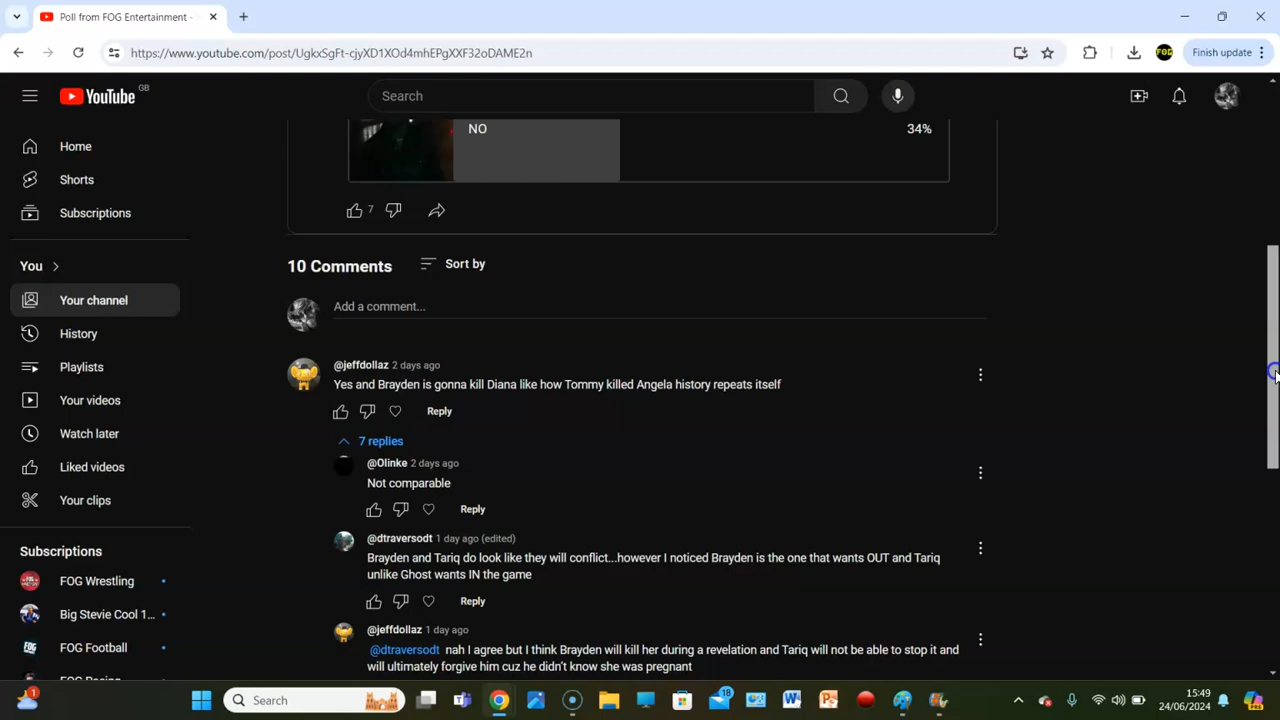 Poll from FOG Entertainment -
https://www.youtube.com/post/UgkxSgFt-cjyXD1XOd4mhEPgXXF32oDAME2n
FOG
Finish update
YouTube GB
Search
Home
Shorts
Subscriptions
You
Your channel
History
Playlists
Your videos
Watch later
Liked videos
Your clips
Subscriptions
FOG Wrestling
Big Stevie Cool 1...
FOG Football
NO
34%
7
10 Comments
Sort by
Add a comment...
@jeffdollaz 2 days ago
Yes and Brayden is gonna kill Diana like how Tommy killed Angela history repeats itself
Reply
7 replies
@Olinke 2 days ago
Not comparable
Reply
@dtraversodt 1 day ago (edited)
Brayden and Tariq do look like they will conflict...however I noticed Brayden is the one that wants OUT and Tariq
unlike Ghost wants IN the game
Reply
@jeffdollaz 1 day ago
@dtraversodt nah I agree but I think Brayden will kill her during a revelation and Tariq will not be able to stop it and
will ultimately forgive him cuz he didn't know she was pregnant
1
Search
18
15:49
24/06/2024